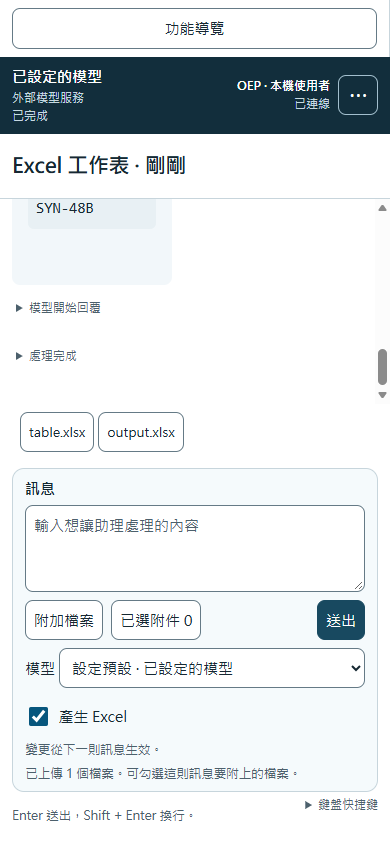 功能導覽
已設定的模型
外部模型服務
已完成
OEP · 本機使用者
已連線
···
Excel 工作表 · 剛剛
SYN-48B
▶ 模型開始回覆
▶ 處理完成
table.xlsx
output.xlsx
訊息
輸入想讓助理處理的內容
附加檔案
已選附件 0
送出
模型
設定預設 · 已設定的模型
產生 Excel
變更從下一則訊息生效。
已上傳 1 個檔案。可勾選這則訊息要附上的檔案。
Enter 送出，Shift + Enter 換行。
▶ 鍵盤快捷鍵